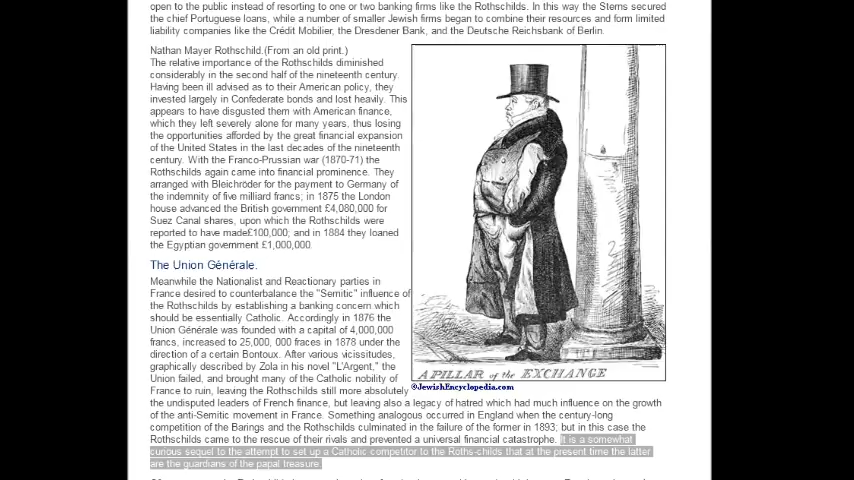 open to the public instead of resorting to one or two banking firms like the Rothschilds. In this way the Sterns secured
the chief Portuguese loans, while a number of smaller Jewish firms began to combine their resources and form limited
liability companies like the Crédit Mobilier, the Dresdener Bank, and the Deutsche Reichsbank of Berlin.
Nathan Mayer Rothschild.(From an old print.)
The relative importance of the Rothschilds diminished
considerably in the second half of the nineteenth century.
Having been ill advised as to their American policy, they
invested largely in Confederate bonds and lost heavily. This
appears to have disgusted them with American finance,
which they left severely alone for many years, thus losing
the opportunities afforded by the great financial expansion
of the United States in the last decades of the nineteenth
century. With the Franco-Prussian war (1870-71) the
Rothschilds again came into financial prominence. They
arranged with Bleichröder for the payment to Germany of
the indemnity of five milliard francs; in 1875 the London
house advanced the British government £4,080,000 for
Suez Canal shares, upon which the Rothschilds were
reported to have made£100,000; and in 1884 they loaned
the Egyptian government £1,000,000.
The Union Générale.
Meanwhile the Nationalist and Reactionary parties in
France desired to counterbalance the "Semitic" influence of
the Rothschilds by establishing a banking concern which
should be essentially Catholic. Accordingly in 1876 the
Union Générale was founded with a capital of 4,000,000
francs, increased to 25,000, 000 fraces in 1878 under the
direction of a certain Bontoux. After various vicissitudes,
graphically described by Zola in his novel "L'Argent," the
Union failed, and brought many of the Catholic nobility of
France to ruin, leaving the Rothschilds still more absolutely
the undisputed leaders of French finance, but leaving also a legacy of hatred which had much influence on the growth
of the anti-Semitic movement in France. Something analogous occurred in England when the century-long
competition of the Barings and the Rothschilds culminated in the failure of the former in 1893; but in this case the
Rothschilds came to the rescue of their rivals and prevented a universal financial catastrophe. It is a somewhat
curious sequel to the attempt to set up a Catholic competitor to the Roths-childs that at the present time the latter
are the guardians of the papal treasure.
A PILLAR of the EXCHANGE
©JewishEncyclopedia.com